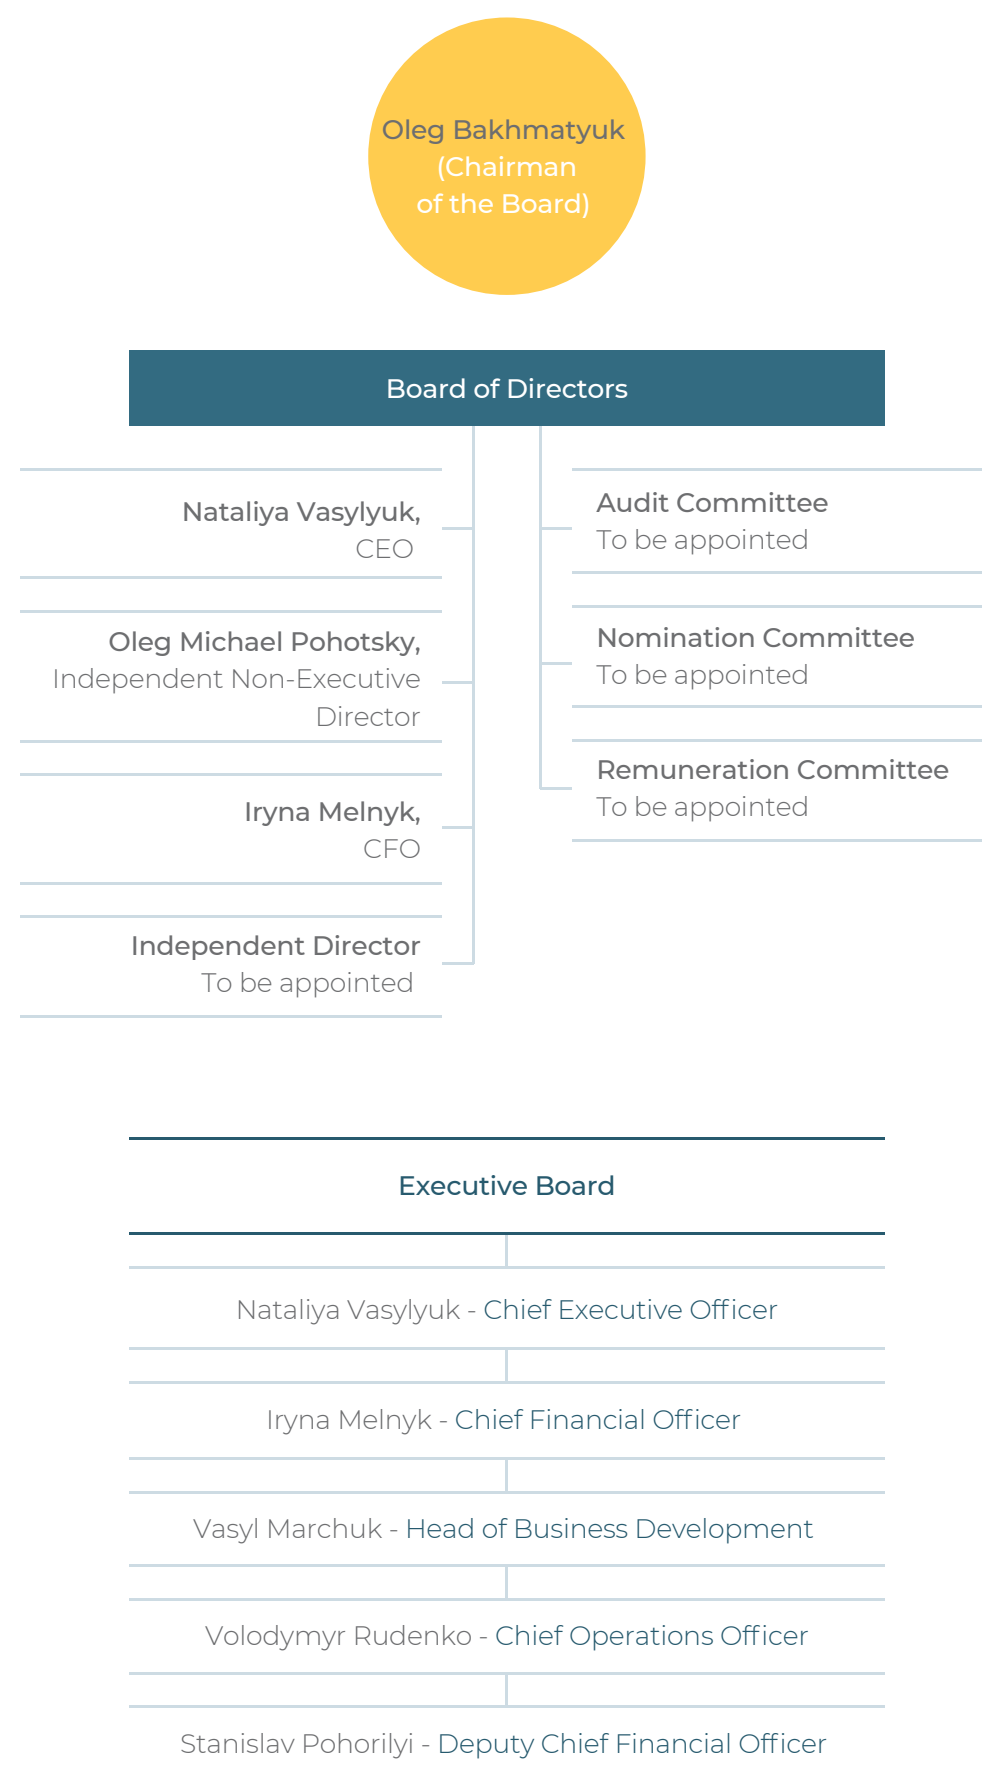 Oleg Bakhmatyuk
(Chairman
of the Board)
Board of Directors
Nataliya Vasylyuk,
CEO
Oleg Michael Pohotsky,
Independent Non-Executive
Director
Iryna Melnyk,
CFO
Independent Director
To be appointed
Audit Committee
To be appointed
Nomination Committee
To be appointed
Remuneration Committee
To be appointed
Executive Board
Nataliya Vasylyuk - Chief Executive Officer
Iryna Melnyk - Chief Financial Officer
Vasyl Marchuk - Head of Business Development
Volodymyr Rudenko - Chief Operations Officer
Stanislav Pohorilyi - Deputy Chief Financial Officer